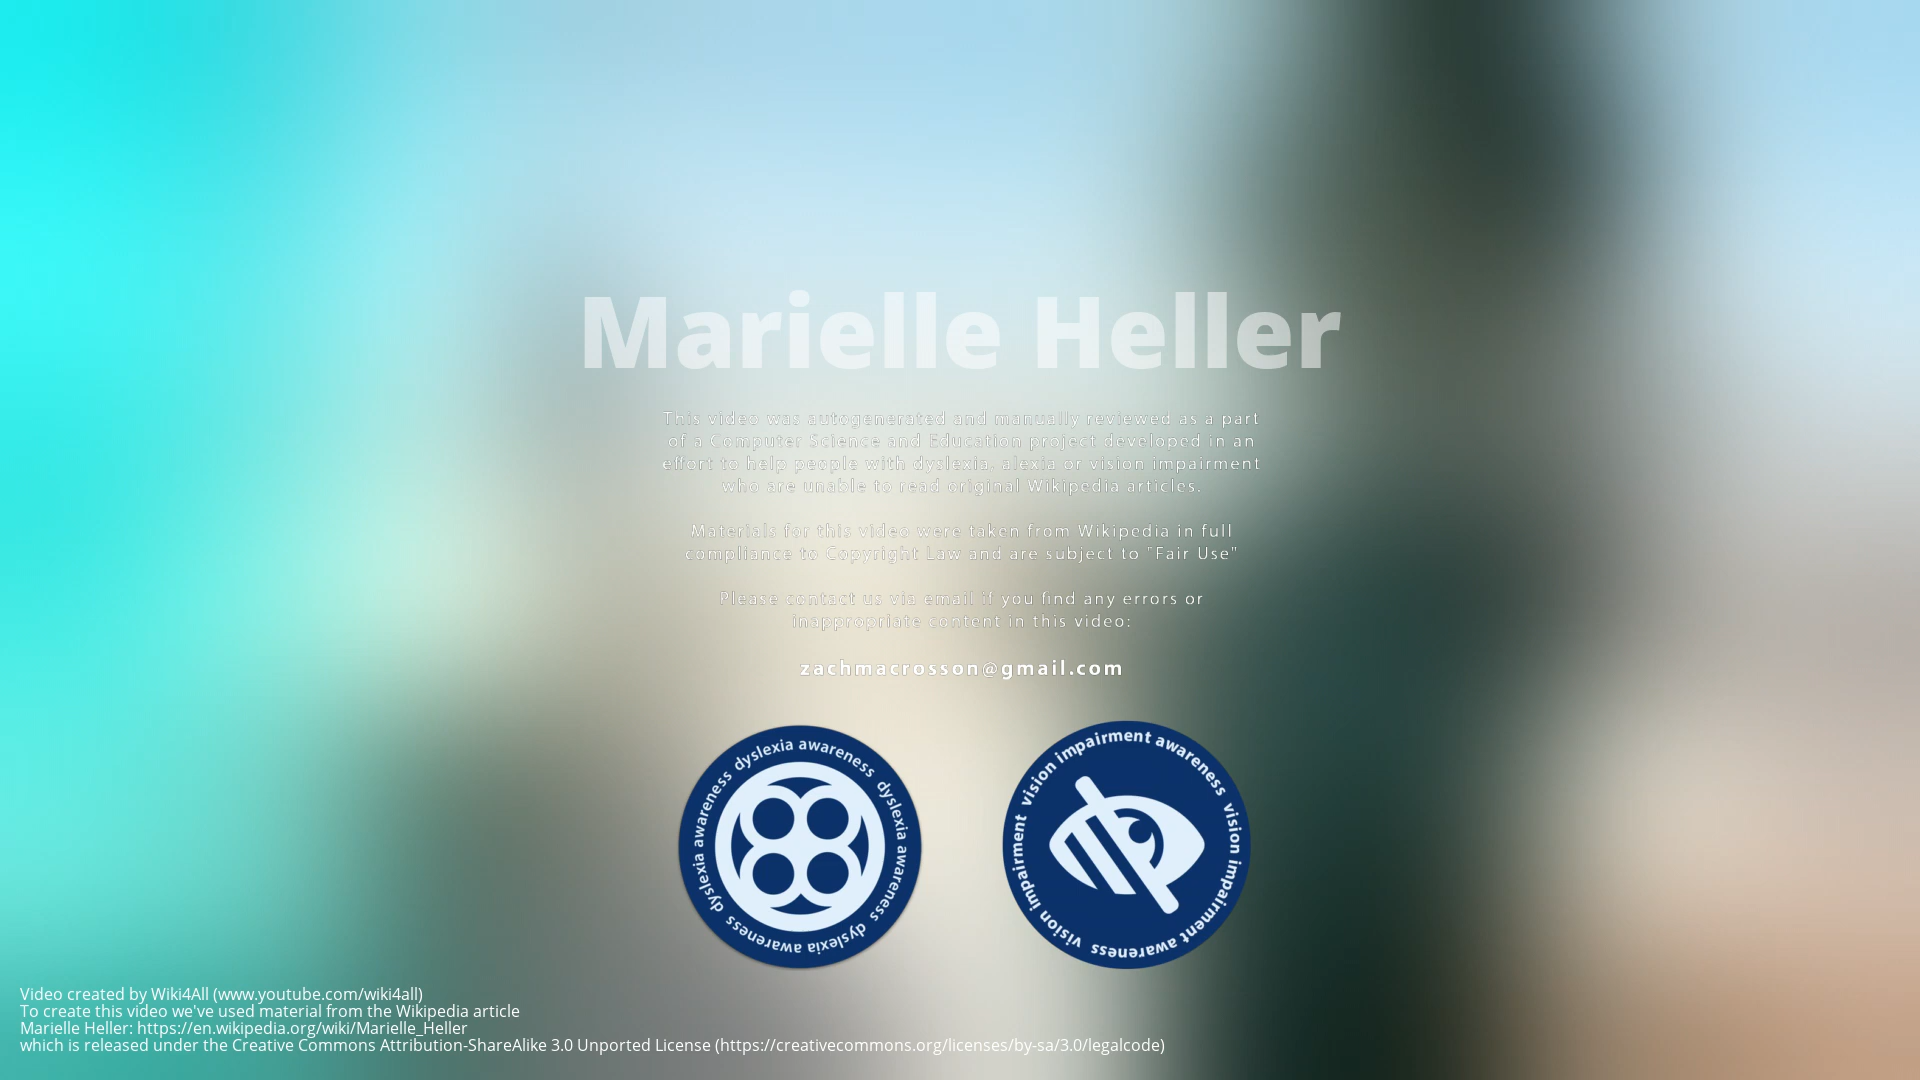 Marielle Heller
This video was autogenerated and manually reviewed as a part
of a Computer Science and Education project developed in an
effort to help people with dyslexia, alexia or vision impairment
who are unable to read original Wikipedia articles.
Materials for this video were taken from Wikipedia in full
compliance to Copyright Law and are subject to "Fair Use"
Please contact us via email if you find any errors or
inappropriate content in this video:
zachmacrosson@gmail.com
dyslexia awareness dyslexia awareness dyslexia awareness dyslexia awareness
vision impairment awareness vision impairment awareness vision impairment
Video created by Wiki4All (www.youtube.com/wiki4all)
To create this video we've used material from the Wikipedia article
Marielle Heller: https://en.wikipedia.org/wiki/Marielle_Heller
which is released under the Creative Commons Attribution-ShareAlike 3.0 Unported License (https://creativecommons.org/licenses/by-sa/3.0/legalcode)